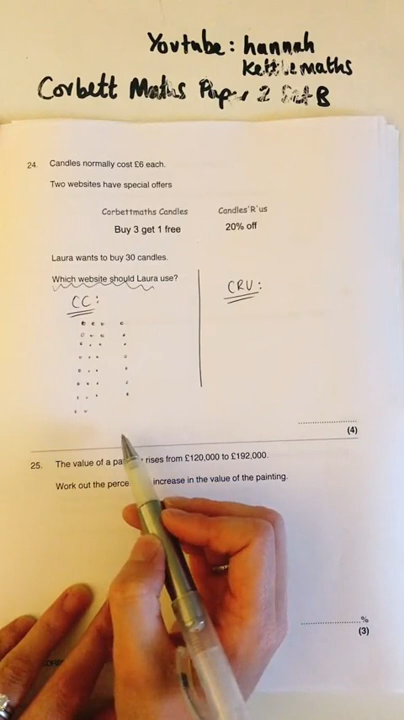 Youtube: hannah
Kettlemaths
Corbett Maths Paper 2 Set B
24. Candles normally cost £6 each.
Two websites have special offers
Corbettmaths Candles Candles'R'us
Buy 3 get 1 free 20% off
Laura wants to buy 30 candles.
Which website should Laura use?
CC: CRU:
(4)
25. The value of a rises from £120,000 to £192,000.
Work out the increase in the value of the painting.
%
(3)